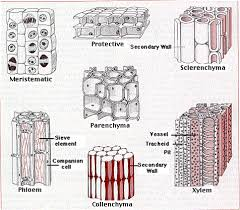 Protective
Secondary Wall
Meristematic
Sclerenchyma
Parenchyma
Sieve
element
Companion
cell
Phloem
Secondary
Wall
Collenchyma
Vessel
Tracheid
Pit
Xylem